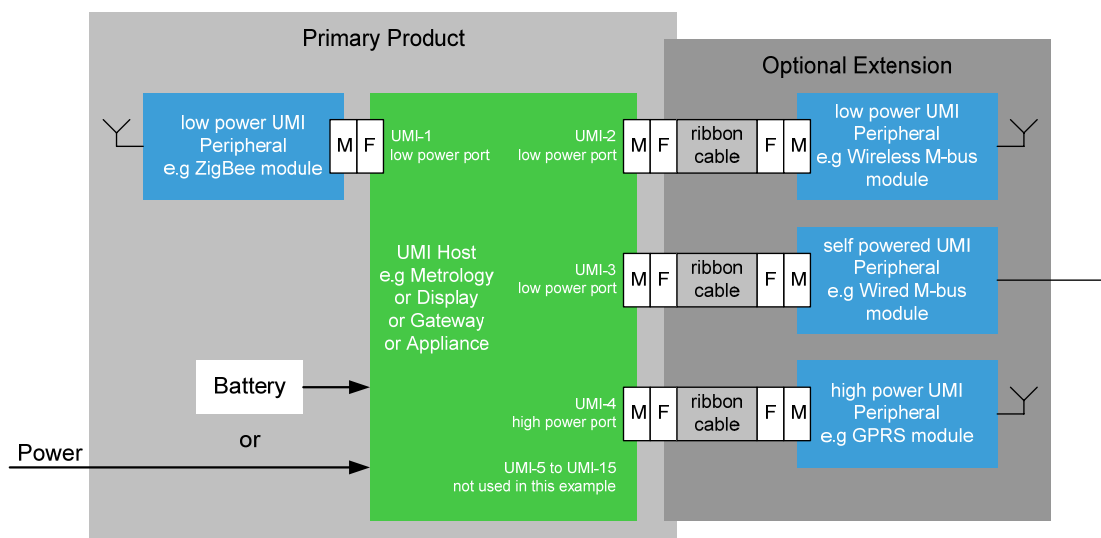 Primary Product
Optional Extension
low power UMI
Peripheral
e.g ZigBee module
M F
UMI-1
low power port
UMI-2
low power port
M F
ribbon
cable
F M
low power UMI
Peripheral
e.g Wireless M-bus
module
UMI Host
e.g Metrology
or Display
or Gateway
or Appliance
UMI-3
low power port
M F
ribbon
cable
F M
self powered UMI
Peripheral
e.g Wired M-bus
module
Battery
or
Power
UMI-4
high power port
M F
ribbon
cable
F M
high power UMI
Peripheral
e.g GPRS module
UMI-5 to UMI-15
not used in this example